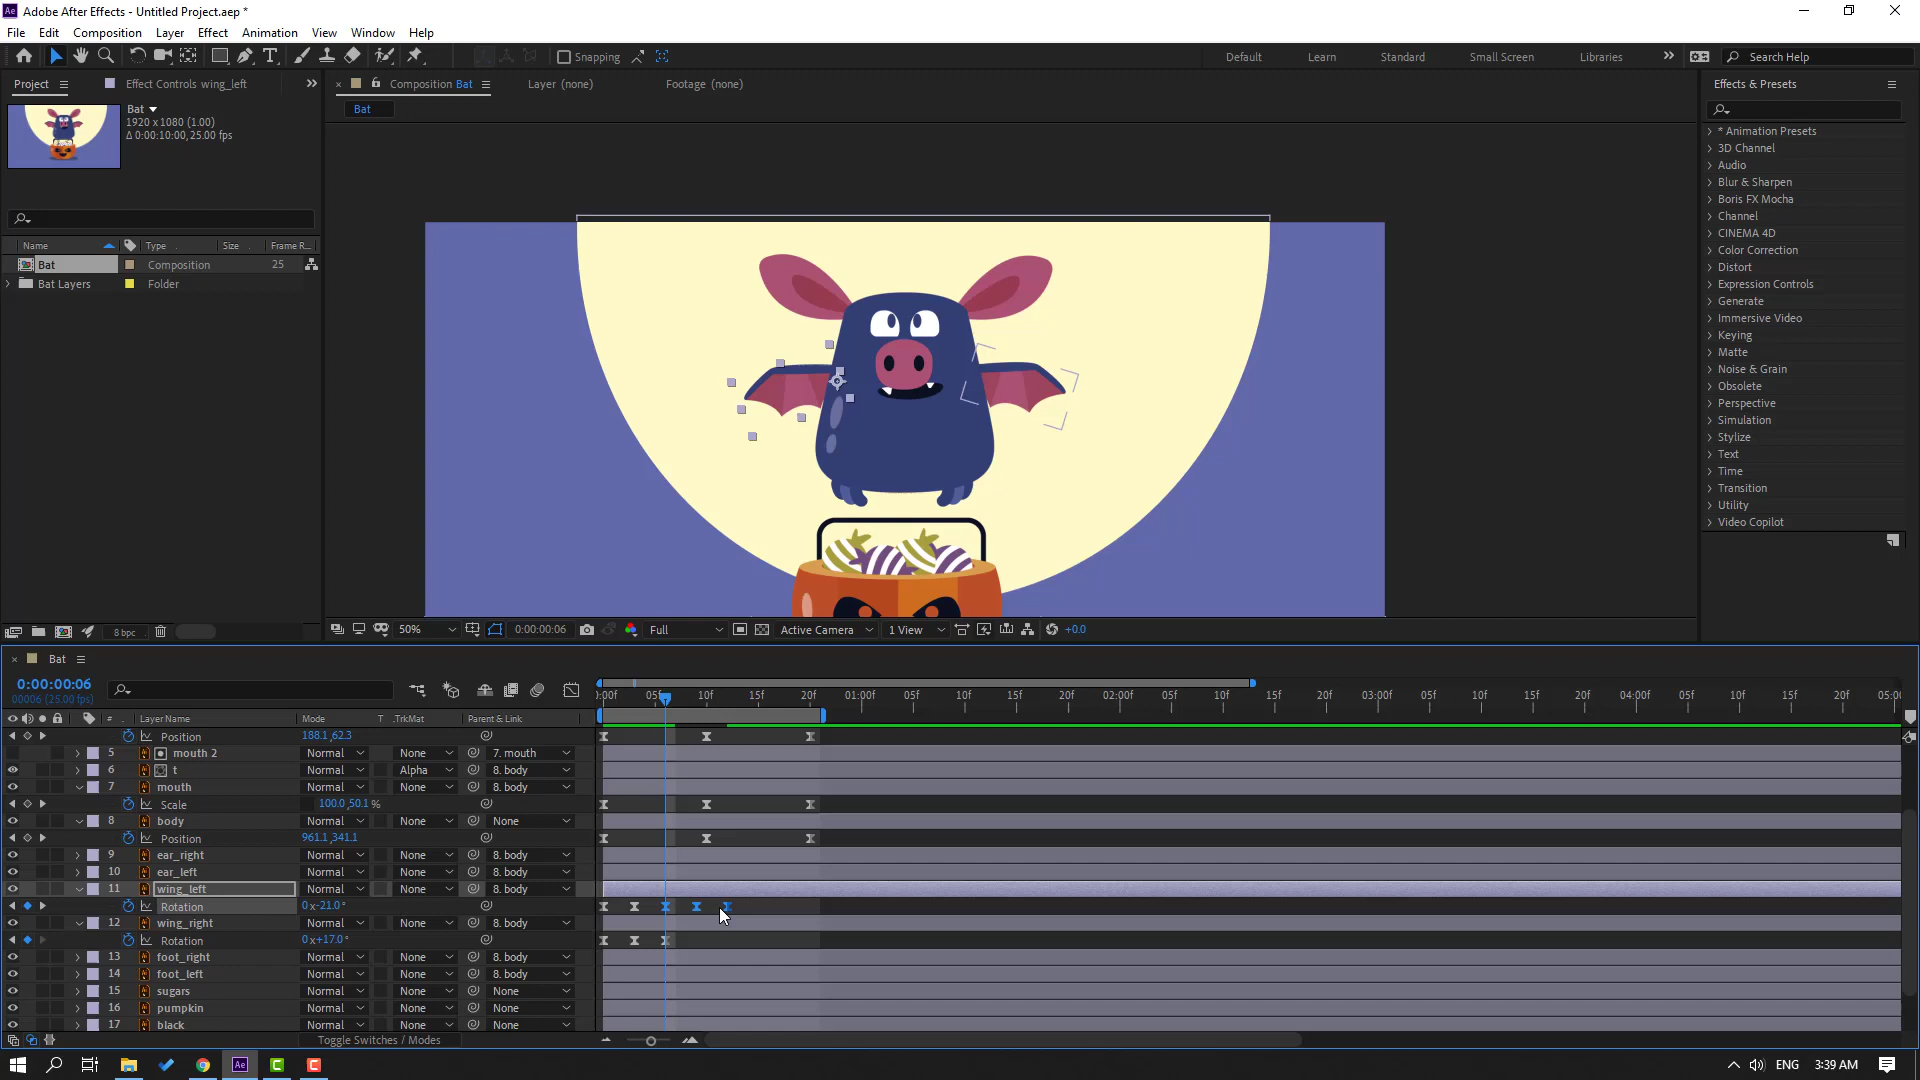 Adobe After Effects - Untitled Project.aep *
File Edit Composition Layer Effect Animation View Window Help
Snapping Default Learn Standard Small Screen Libraries Search Help
Project Effect Controls wing_left
Composition Bat Layer (none) Footage (none)
Effects & Presets
Bat
1920 x 1080 (1.00)
Δ 0:00:10:00, 25.00 fps
Bat
Name Type Size Frame R...
Bat Composition 25
Bat Layers Folder
* Animation Presets
3D Channel
Audio
Blur & Sharpen
Boris FX Mocha
Channel
CINEMA 4D
Color Correction
Distort
Expression Controls
Generate
Immersive Video
Keying
Matte
Noise & Grain
Obsolete
Perspective
Simulation
Stylize
Text
Time
Transition
Utility
Video Copilot
8 bpc
50% 0:00:00:06 Full Active Camera 1 View +0.0
Bat
0:00:00:06
00006 (25.00 fps)
:00f 05f 10f 15f 20f 01:00f 05f 10f 15f 20f 02:00f 05f 10f 15f 20f 03:00f 05f 10f 15f 20f 04:00f 05f 10f 15f 20f 05:00
# Layer Name Mode T .TrkMat Parent & Link
Position 188.1,62.3
5 mouth 2 Normal None 7. mouth
6 t Normal Alpha 8. body
7 mouth Normal None 8. body
Scale 100.0,50.1 %
8 body Normal None None
Position 961.1,341.1
9 ear_right Normal None 8. body
10 ear_left Normal None 8. body
11 wing_left Normal None 8. body
Rotation 0x-21.0°
12 wing_right Normal None 8. body
Rotation 0x+17.0°
13 foot_right Normal None 8. body
14 foot_left Normal None 8. body
15 sugars Normal None None
16 pumpkin Normal None None
17 black Normal None None
Toggle Switches / Modes
ENG 3:39 AM